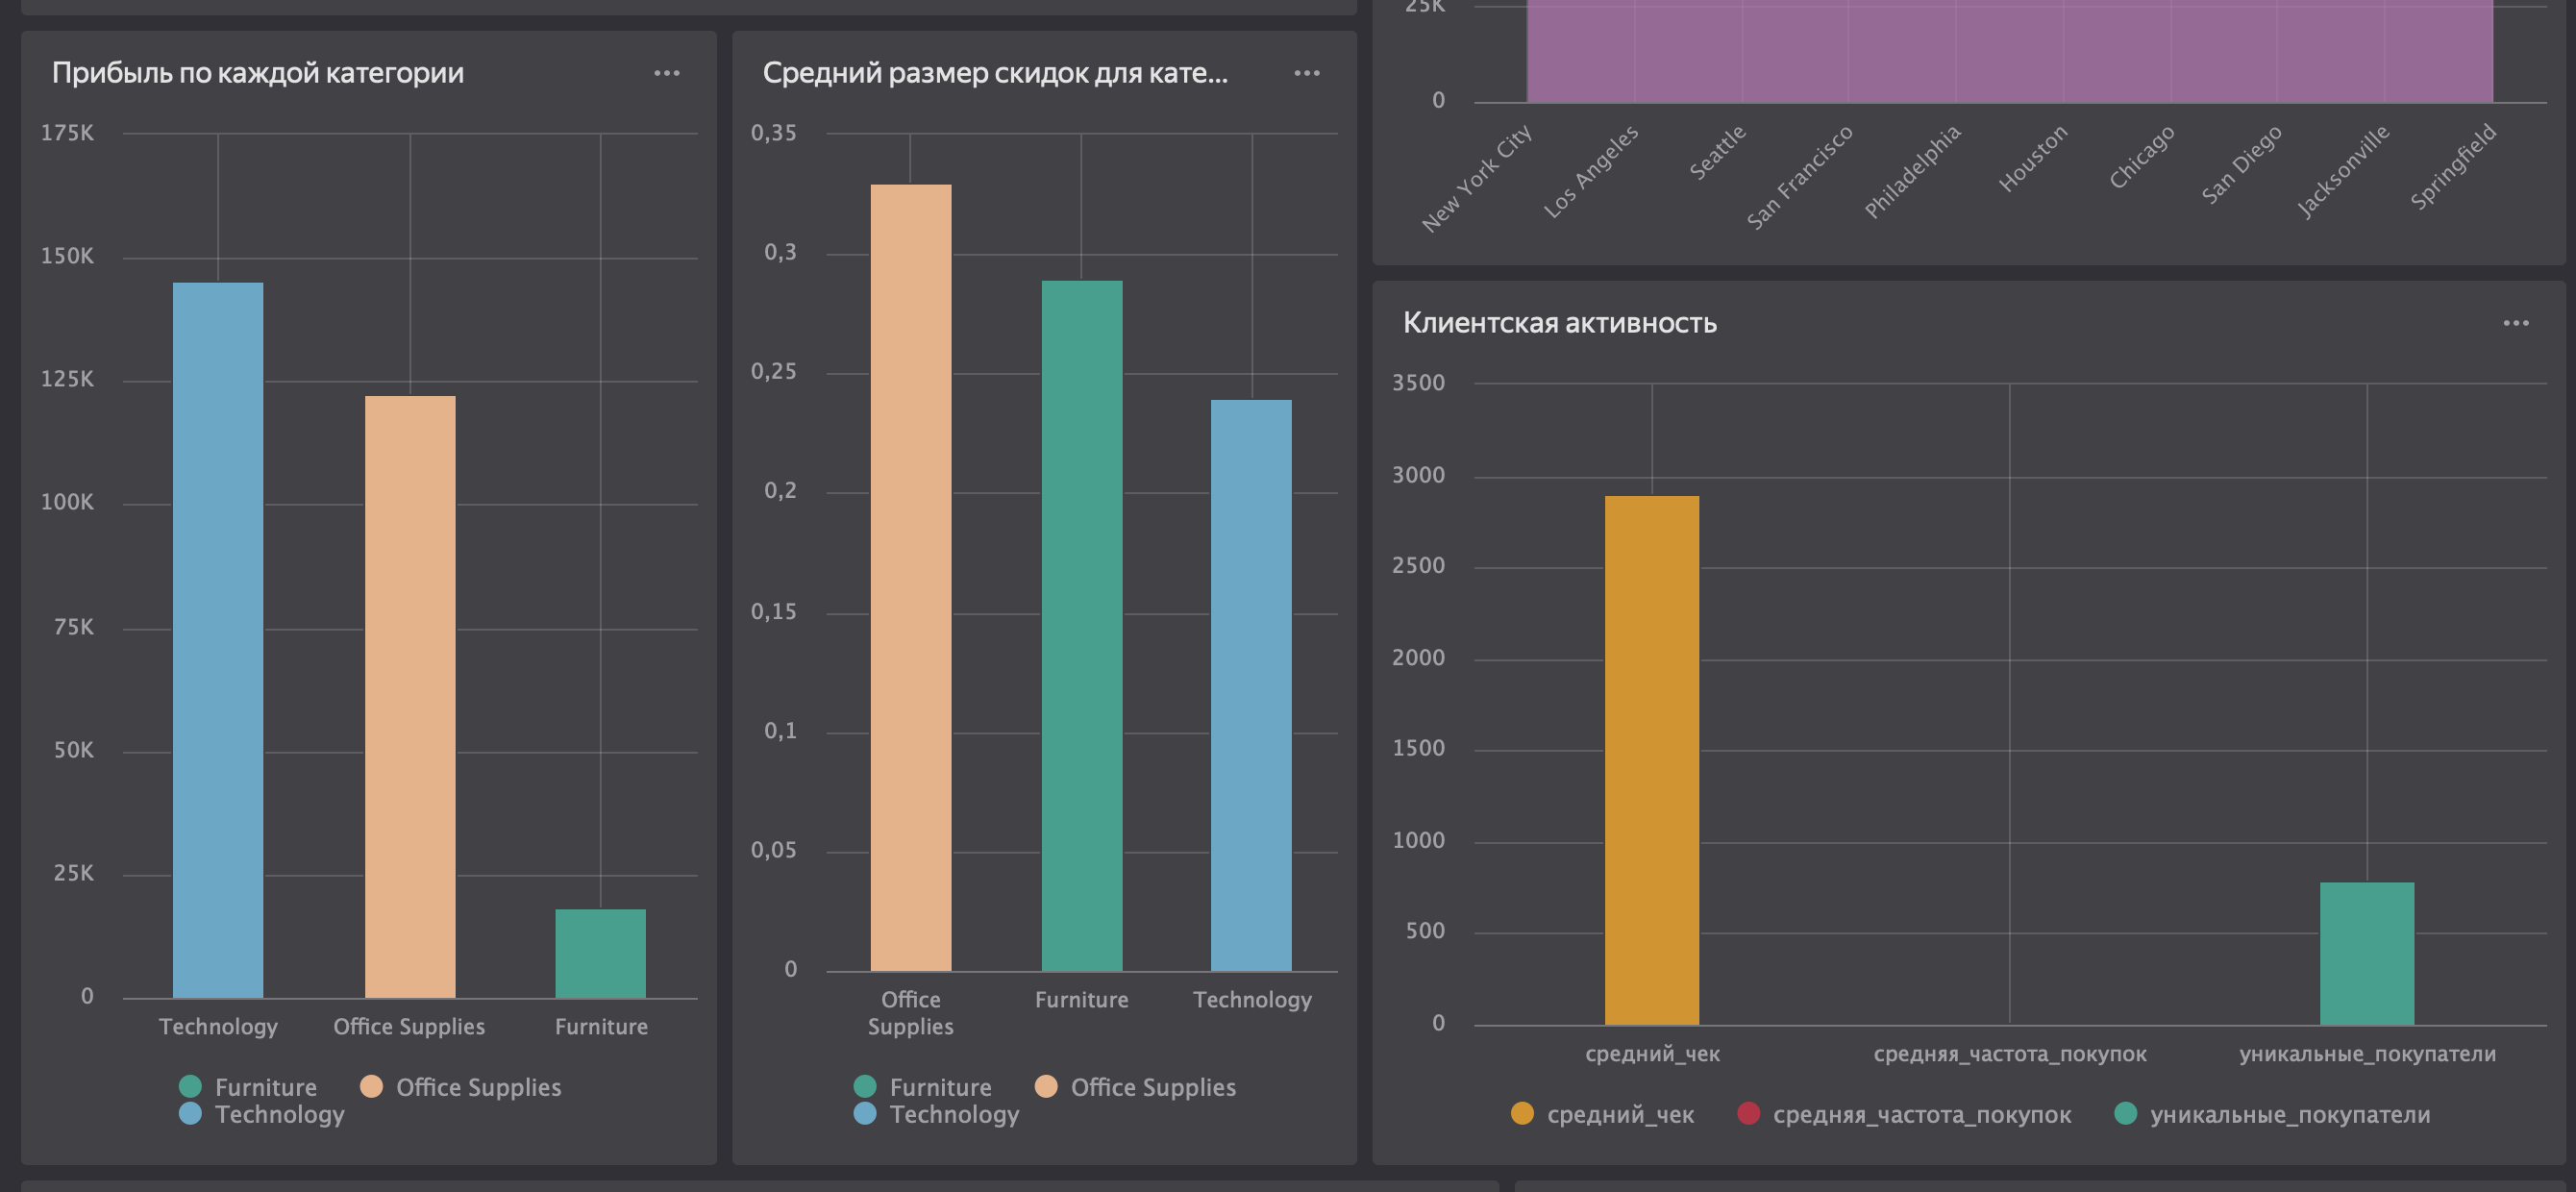 Прибыль по каждой категории
175K
150K
125K
100K
75K
50K
25K
0
Technology Office Supplies Furniture
Furniture Office Supplies
Technology
Средний размер скидок для кате...
0,35
0,3
0,25
0,2
0,15
0,1
0,05
0
Office Furniture Technology
Supplies
Furniture Office Supplies
Technology
25K
0
New York City Los Angeles Seattle San Francisco Philadelphia Houston Chicago San Diego Jacksonville Springfield
Клиентская активность
3500
3000
2500
2000
1500
1000
500
0
средний_чек средняя_частота_покупок уникальные_покупатели
средний_чек средняя_частота_покупок уникальные_покупатели